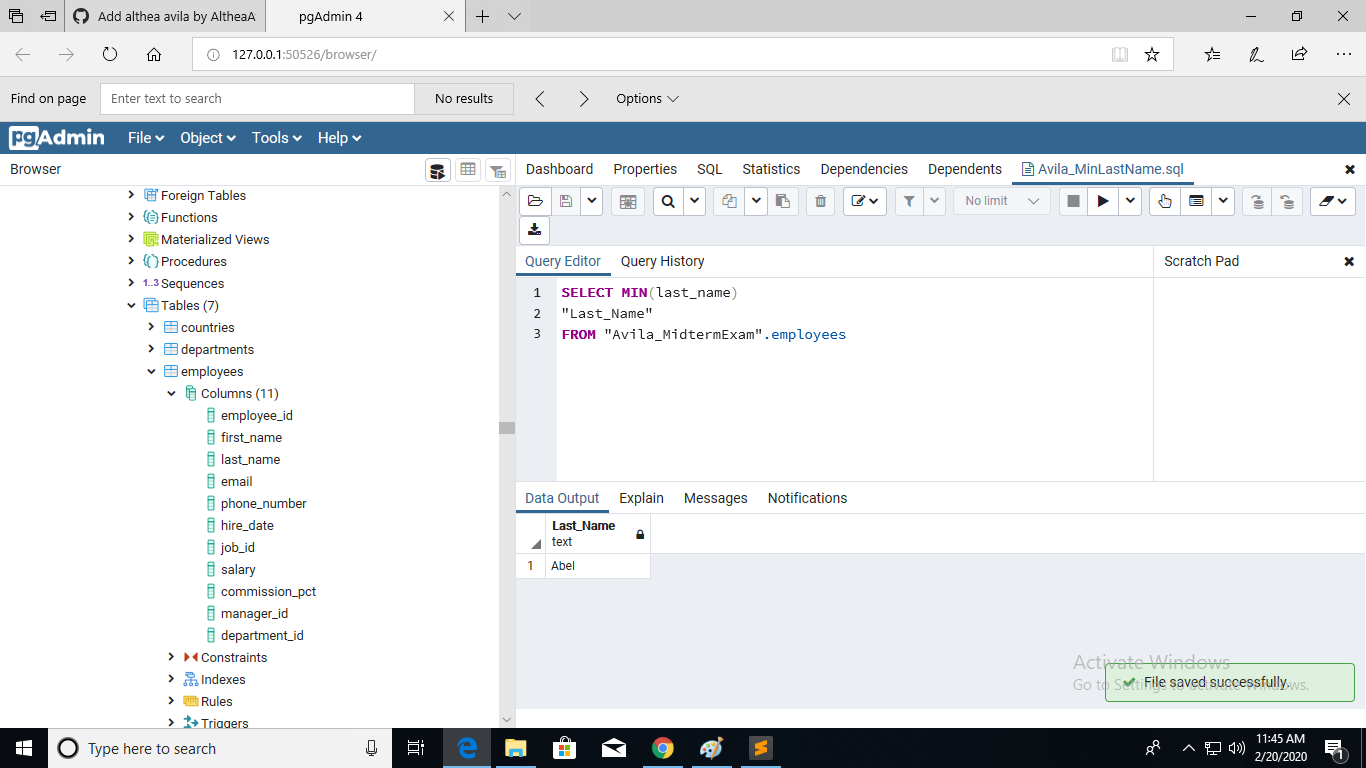 Add althea avila by AltheaA
pgAdmin 4
127.0.0.1:50526/browser/
Find on page
Enter text to search
No results
Options
pgAdmin
File
Object
Tools
Help
Browser
Dashboard
Properties
SQL
Statistics
Dependencies
Dependents
Avila_MinLastName.sql
Foreign Tables
Functions
Materialized Views
Procedures
1..3 Sequences
Tables (7)
countries
departments
employees
Columns (11)
employee_id
first_name
last_name
email
phone_number
hire_date
job_id
salary
commission_pct
manager_id
department_id
Constraints
Indexes
Rules
Triggers
No limit
Query Editor
Query History
Scratch Pad
1 SELECT MIN(last_name)
2 "Last_Name"
3 FROM "Avila_MidtermExam".employees
Data Output
Explain
Messages
Notifications
Last_Name
text
1 Abel
Activate Windows
Go to Settings to activate Windows.
File saved successfully.
Type here to search
11:45 AM
2/20/2020
1